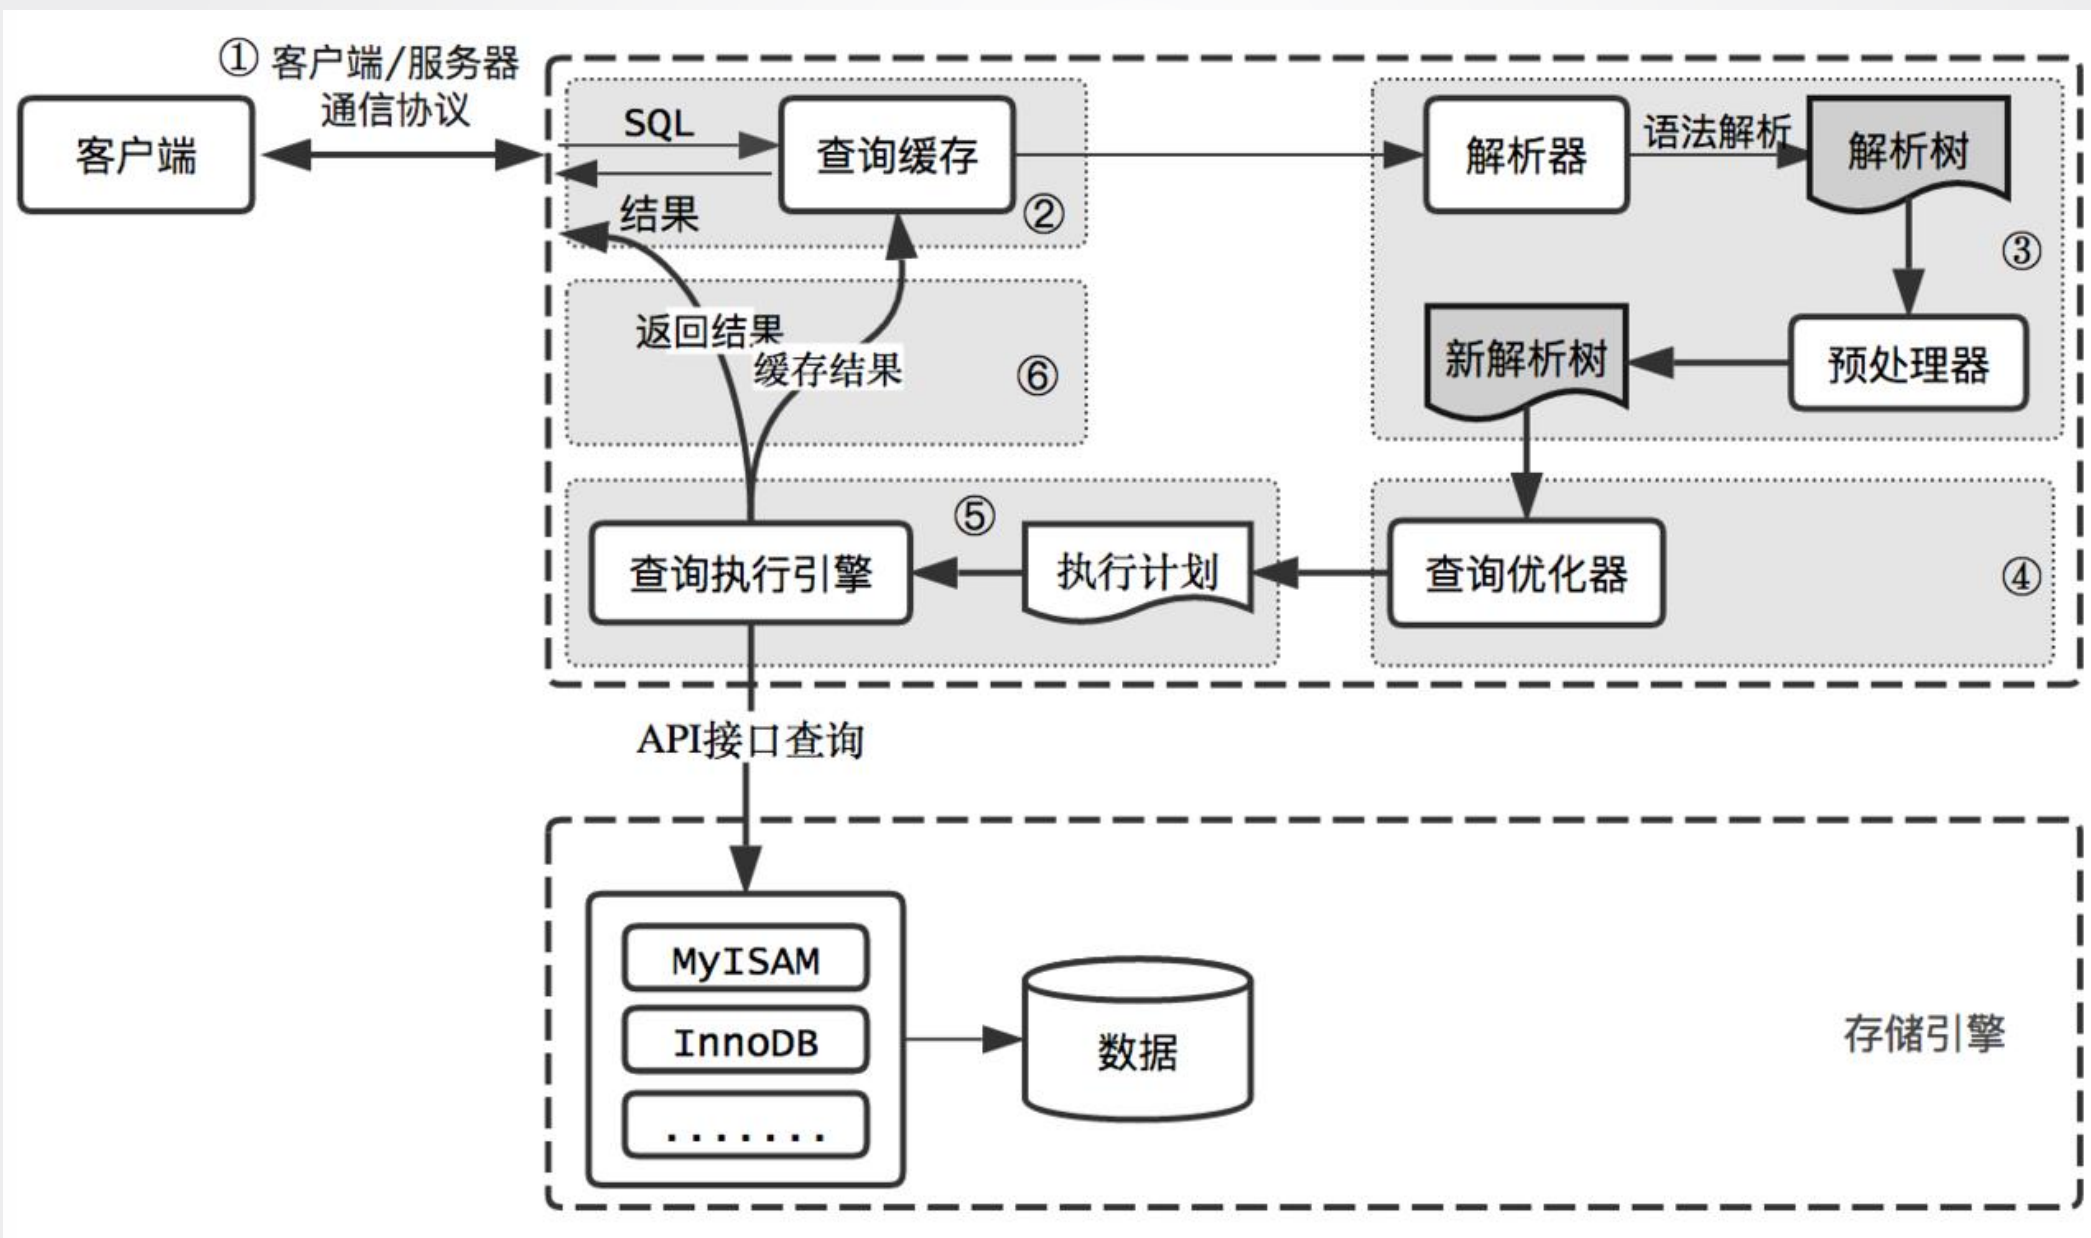 ① 客户端/服务器
通信协议
客户端
SQL
查询缓存
结果
②
解析器
语法解析
解析树
③
新解析树
预处理器
返回结果
缓存结果
⑥
查询执行引擎
⑤
执行计划
查询优化器
④
API接口查询
MyISAM
InnoDB
.......
数据
存储引擎